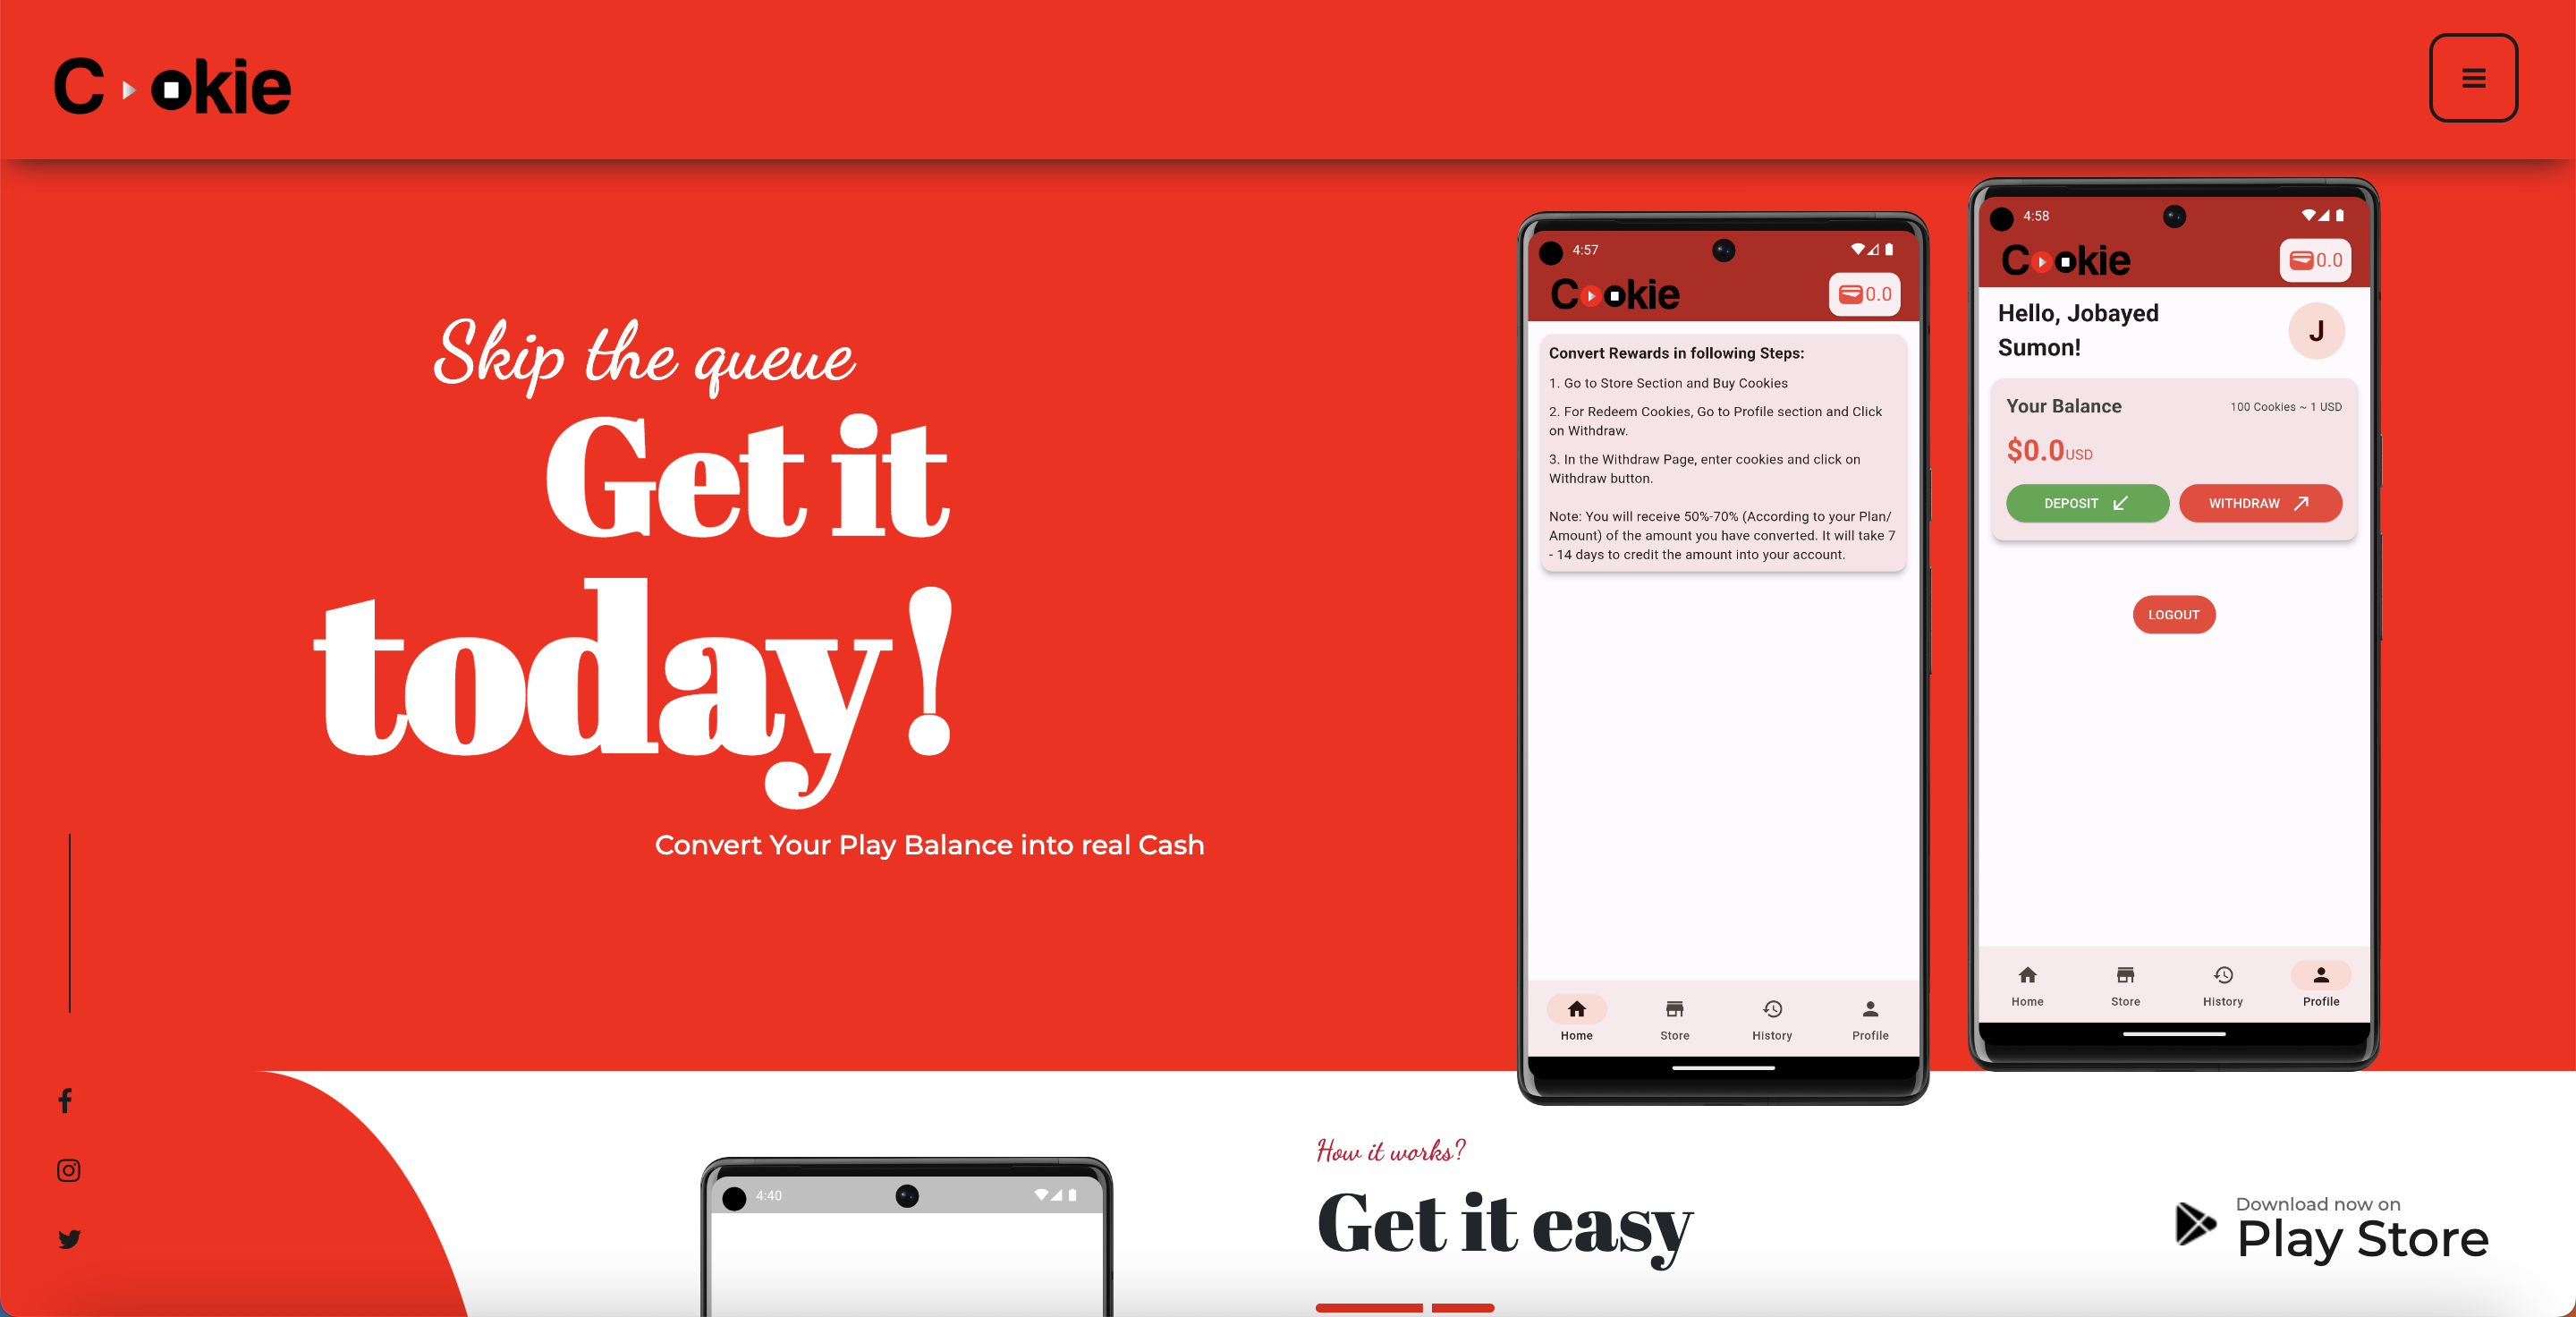 Cookie
Skip the queue
Get it
today!
Convert Your Play Balance into real Cash
4:57
Cookie
0.0
Convert Rewards in following Steps:
1. Go to Store Section and Buy Cookies
2. For Redeem Cookies, Go to Profile section and Click
on Withdraw.
3. In the Withdraw Page, enter cookies and click on
Withdraw button.
Note: You will receive 50%-70% (According to your Plan/
Amount) of the amount you have converted. It will take 7
- 14 days to credit the amount into your account.
Home Store History Profile
4:58
Cookie
0.0
Hello, Jobayed
Sumon!
J
Your Balance
100 Cookies ~ 1 USD
$0.0USD
DEPOSIT WITHDRAW
LOGOUT
Home Store History Profile
4:40
How it works?
Get it easy
Download now on
Play Store